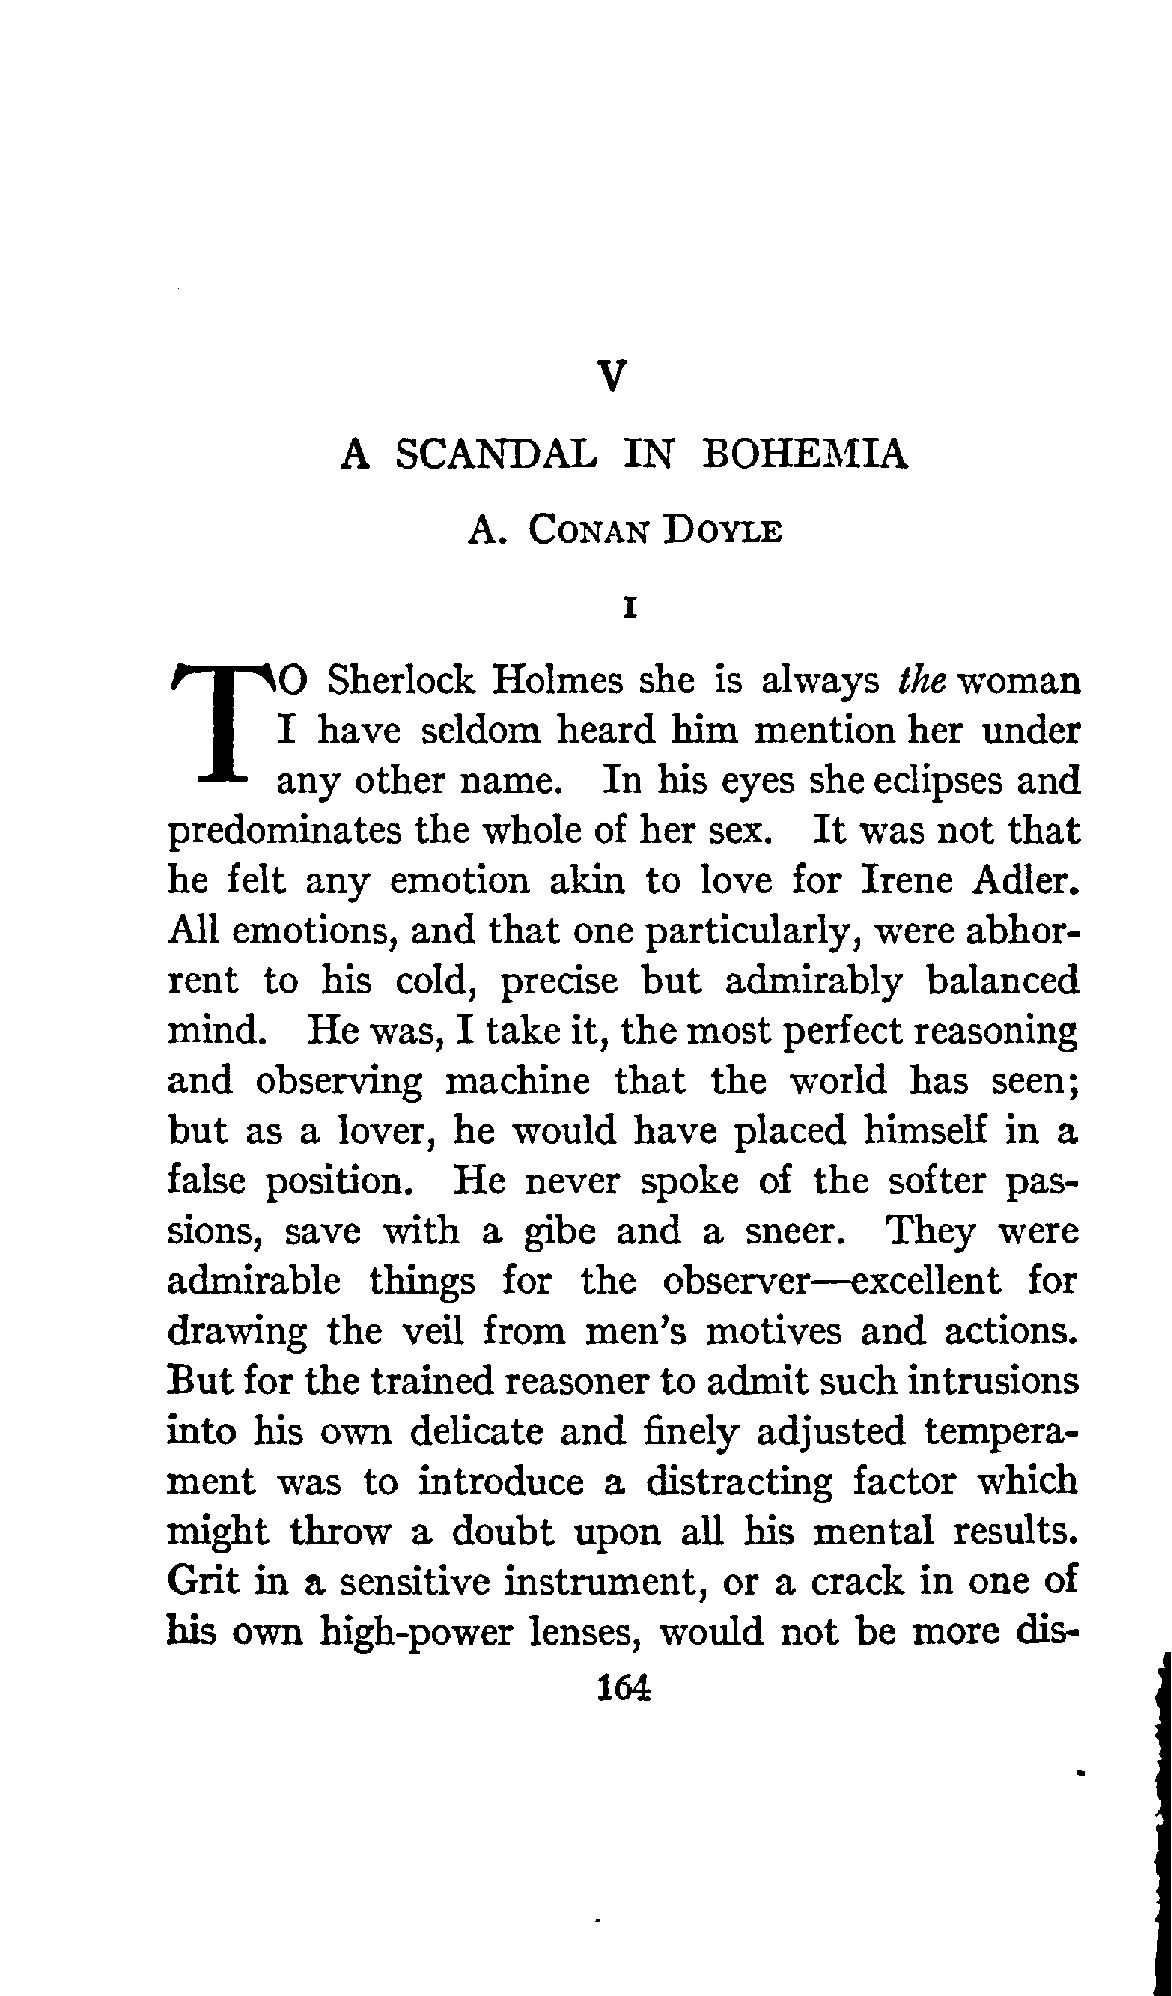 V
A SCANDAL IN BOHEMIA
A. CONAN DOYLE
I
TO Sherlock Holmes she is always the woman
I have seldom heard him mention her under
any other name. In his eyes she eclipses and
predominates the whole of her sex. It was not that
he felt any emotion akin to love for Irene Adler.
All emotions, and that one particularly, were abhor-
rent to his cold, precise but admirably balanced
mind. He was, I take it, the most perfect reasoning
and observing machine that the world has seen;
but as a lover, he would have placed himself in a
false position. He never spoke of the softer pas-
sions, save with a gibe and a sneer. They were
admirable things for the observer—excellent for
drawing the veil from men's motives and actions.
But for the trained reasoner to admit such intrusions
into his own delicate and finely adjusted tempera-
ment was to introduce a distracting factor which
might throw a doubt upon all his mental results.
Grit in a sensitive instrument, or a crack in one of
his own high-power lenses, would not be more dis-
164